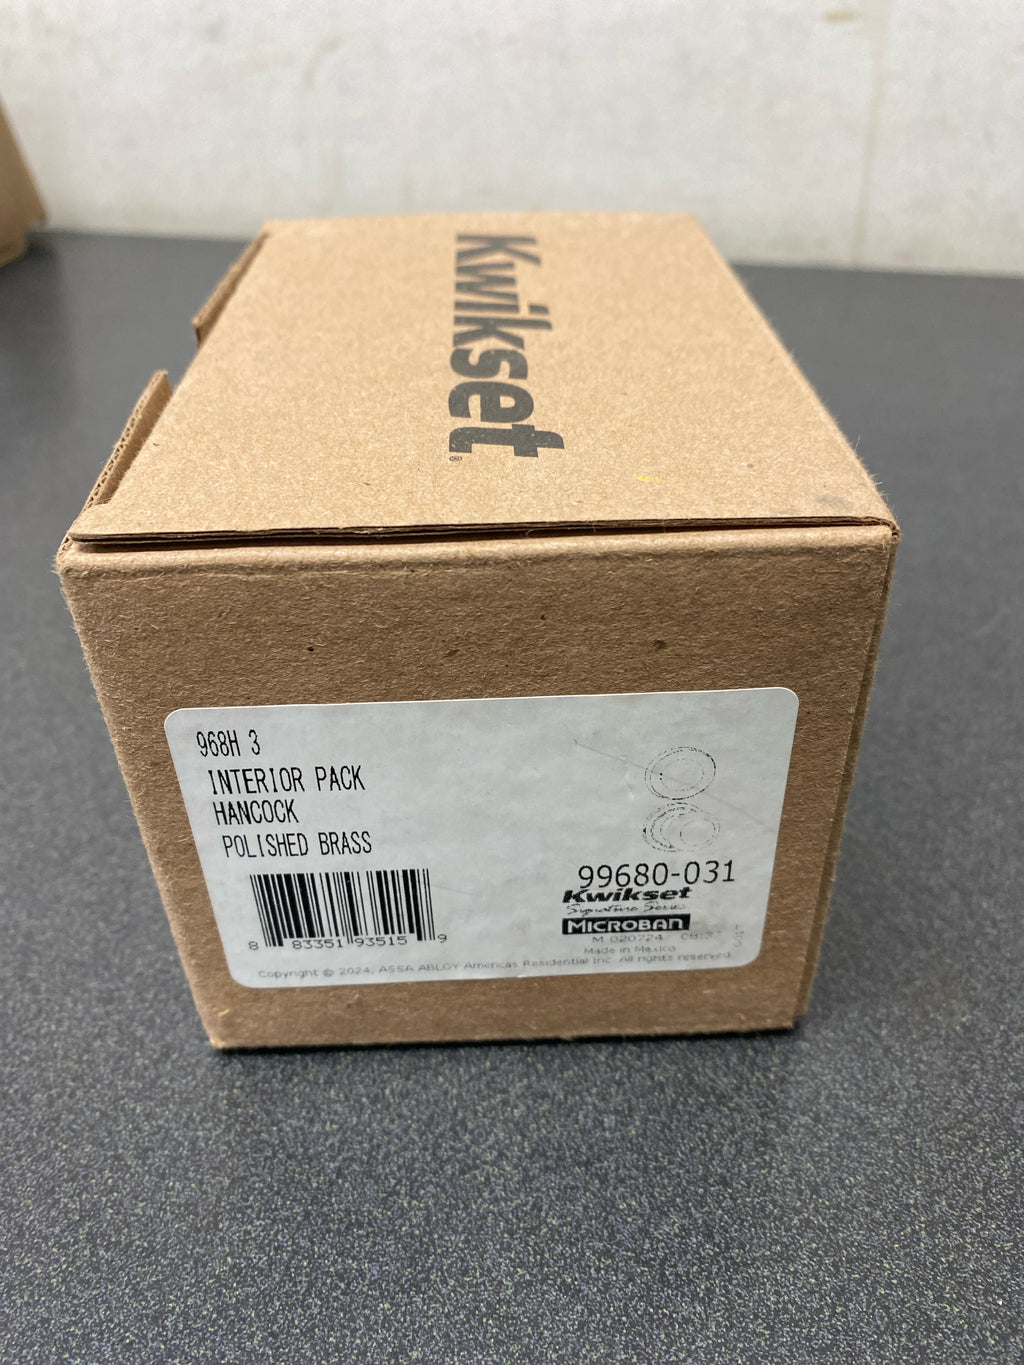 Kwikset®
968H 3
INTERIOR PACK
HANCOCK
POLISHED BRASS
8 83351 93515 9
99680-031
Kwikset
Signature Series
MICROBAN
M 020724
Made in Mexico
Copyright © 2024, ASSA ABLOY Americas Residential Inc. All rights reserved.